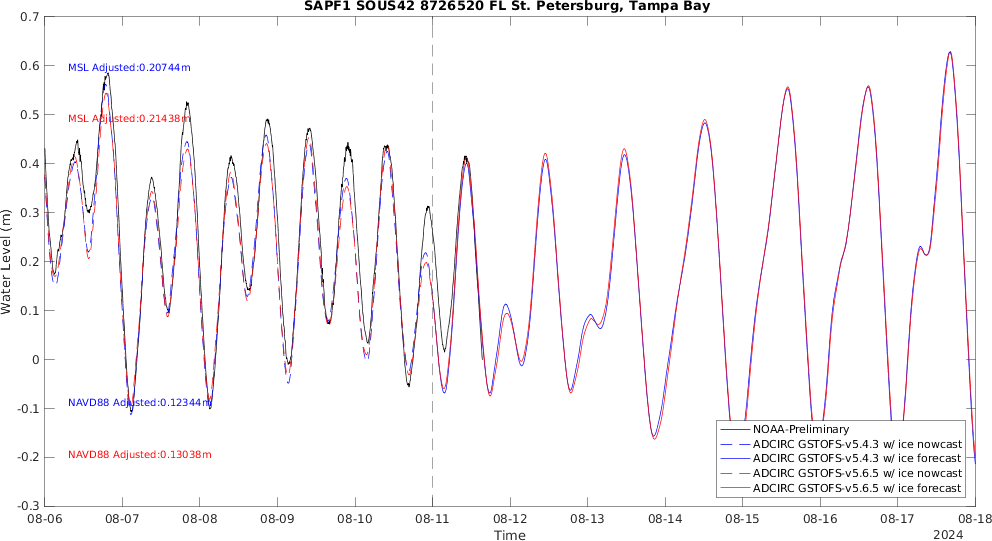 SAPF1 SOUS42 8726520 FL St. Petersburg, Tampa Bay
0.7
0.6
0.5
0.4
0.3
0.2
0.1
0
-0.1
-0.2
-0.3
Water Level (m)
MSL Adjusted:0.20744m
MSL Adjusted:0.21438m
NAVD88 Adjusted:0.12344m
NAVD88 Adjusted:0.13038m
NOAA-Preliminary
ADCIRC GSTOFS-v5.4.3 w/ ice nowcast
ADCIRC GSTOFS-v5.4.3 w/ ice forecast
ADCIRC GSTOFS-v5.6.5 w/ ice nowcast
ADCIRC GSTOFS-v5.6.5 w/ ice forecast
08-06 08-07 08-08 08-09 08-10 08-11 08-12 08-13 08-14 08-15 08-16 08-17 08-18
Time
2024